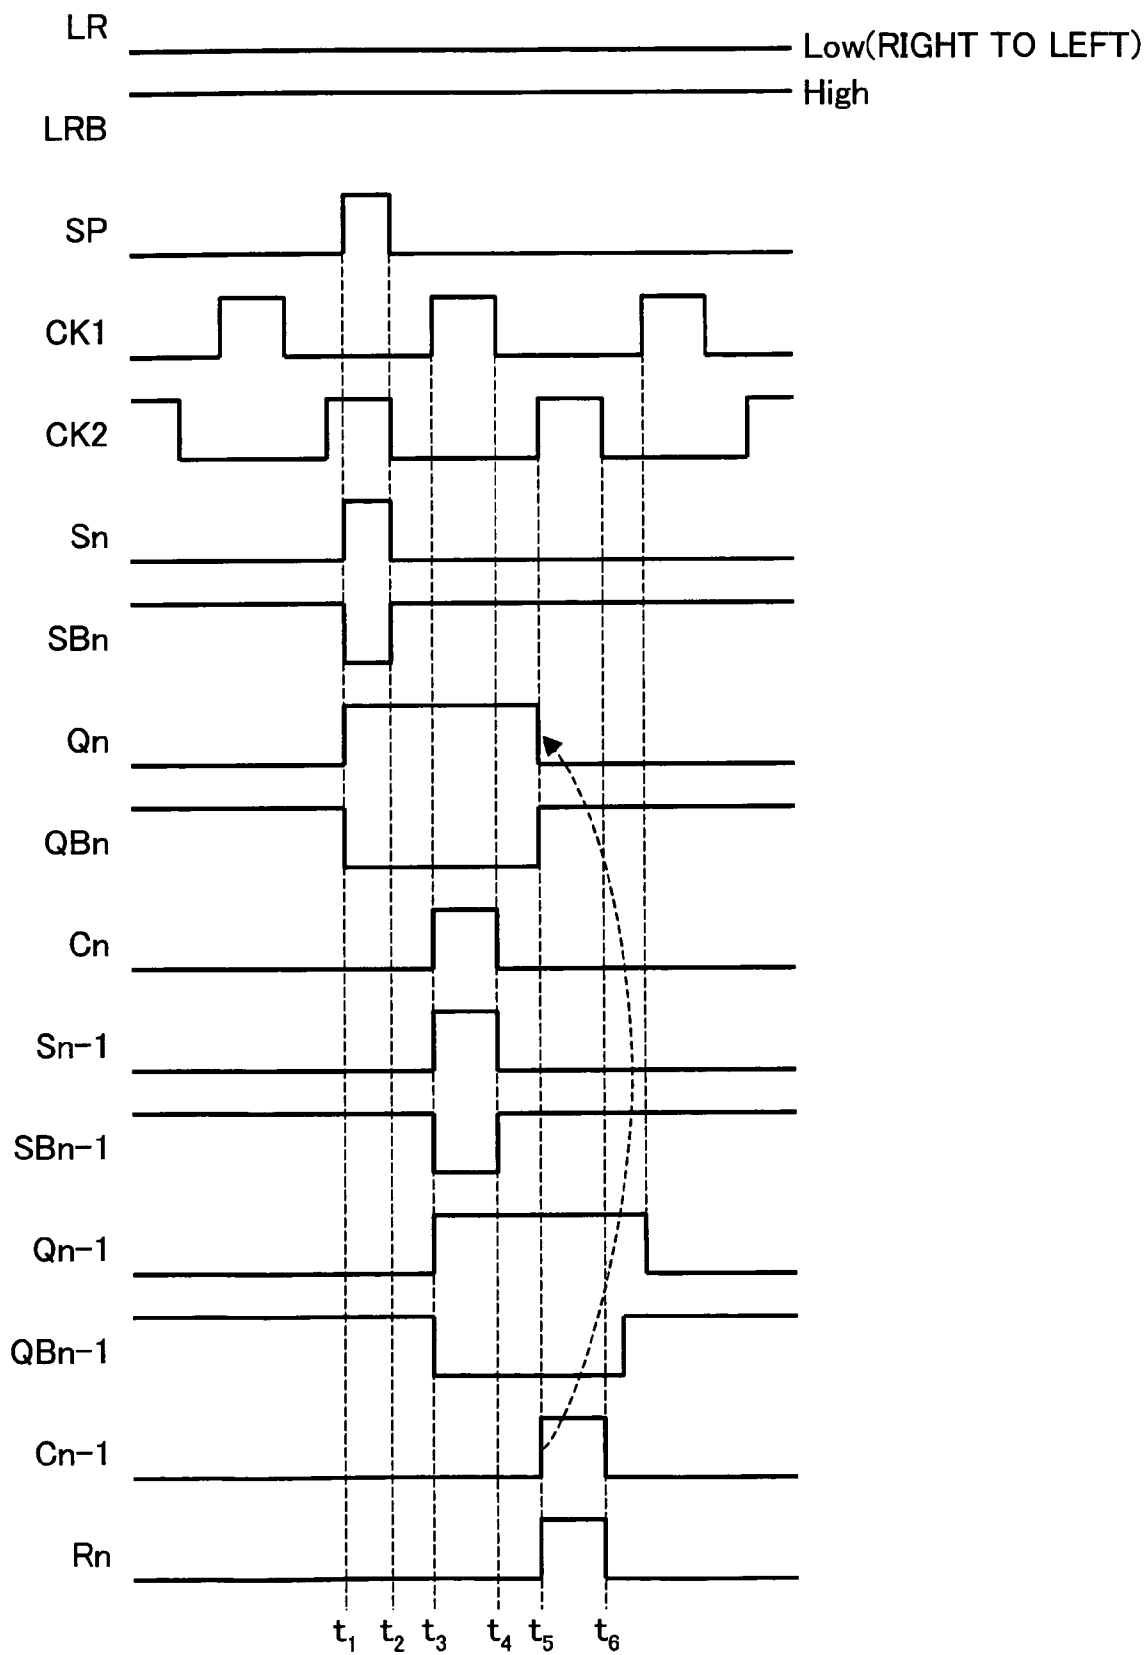 LR
Low(RIGHT TO LEFT)
High
LRB
SP
CK1
CK2
Sn
SBn
Qn
QBn
Cn
Sn-1
SBn-1
Qn-1
QBn-1
Cn-1
Rn
t1 t2 t3 t4 t5 t6